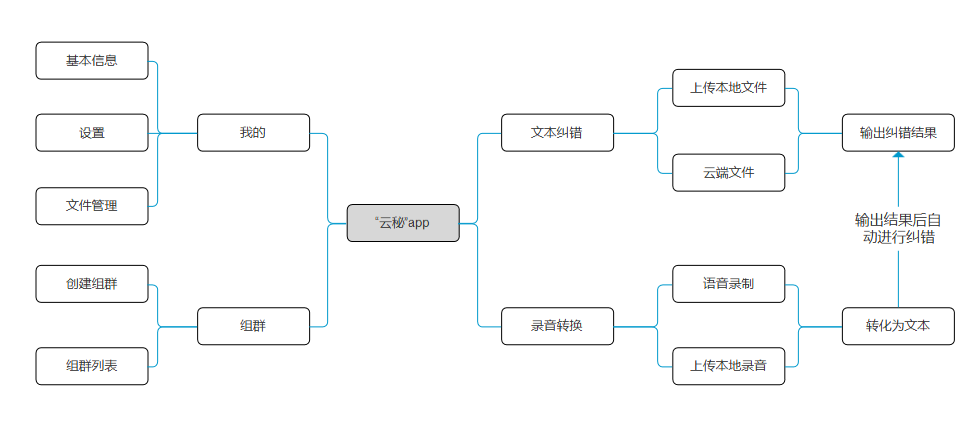 基本信息
设置
文件管理
我的
创建组群
组群列表
组群
“云秘”app
文本纠错
上传本地文件
云端文件
输出纠错结果
输出结果后自
动进行纠错
录音转换
语音录制
上传本地录音
转化为文本